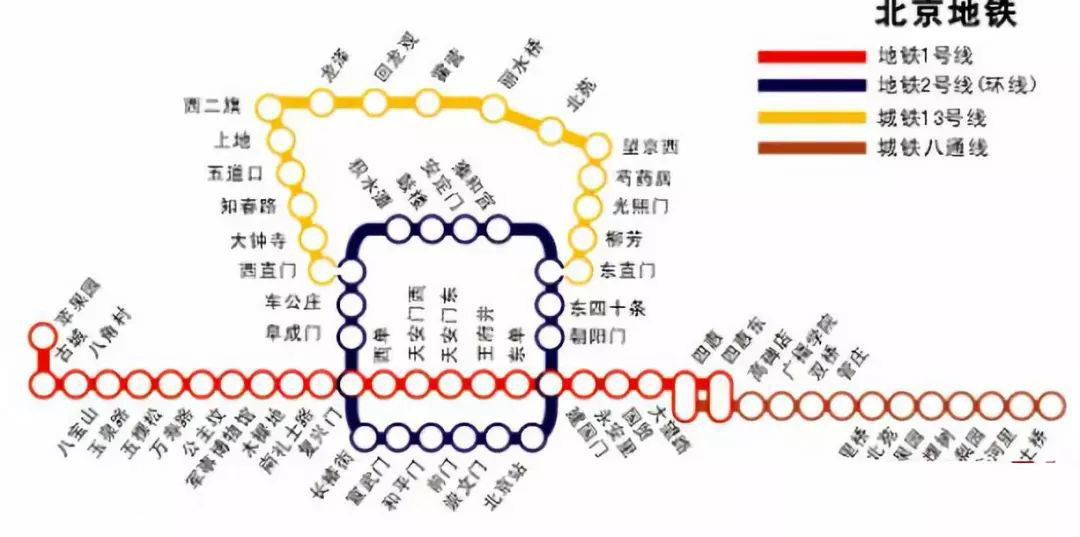 北京地铁
地铁1号线
地铁2号线(环线)
城铁13号线
城铁八通线
龙泽
回龙观
霍营
立水桥
北苑
西二旗
上地
五道口
知春路
大钟寺
西直门
望京西
芍药居
光熙门
柳芳
东直门
积水潭
鼓楼
安定门
雍和宫
车公庄
阜成门
东四十条
朝阳门
苹果园
古城
八角村
西单
天安门西
天安门东
王府井
东单
四惠
四惠东
高碑店
广播学院
双桥
管庄
八宝山
玉泉路
五棵松
万寿路
公主坟
军事博物馆
木樨地
南礼士路
复兴门
长椿街
宣武门
和平门
前门
崇文门
北京站
建国门
永安里
国贸
大望路
里桥
北苑
果园
棵树
梨园
河里
土桥